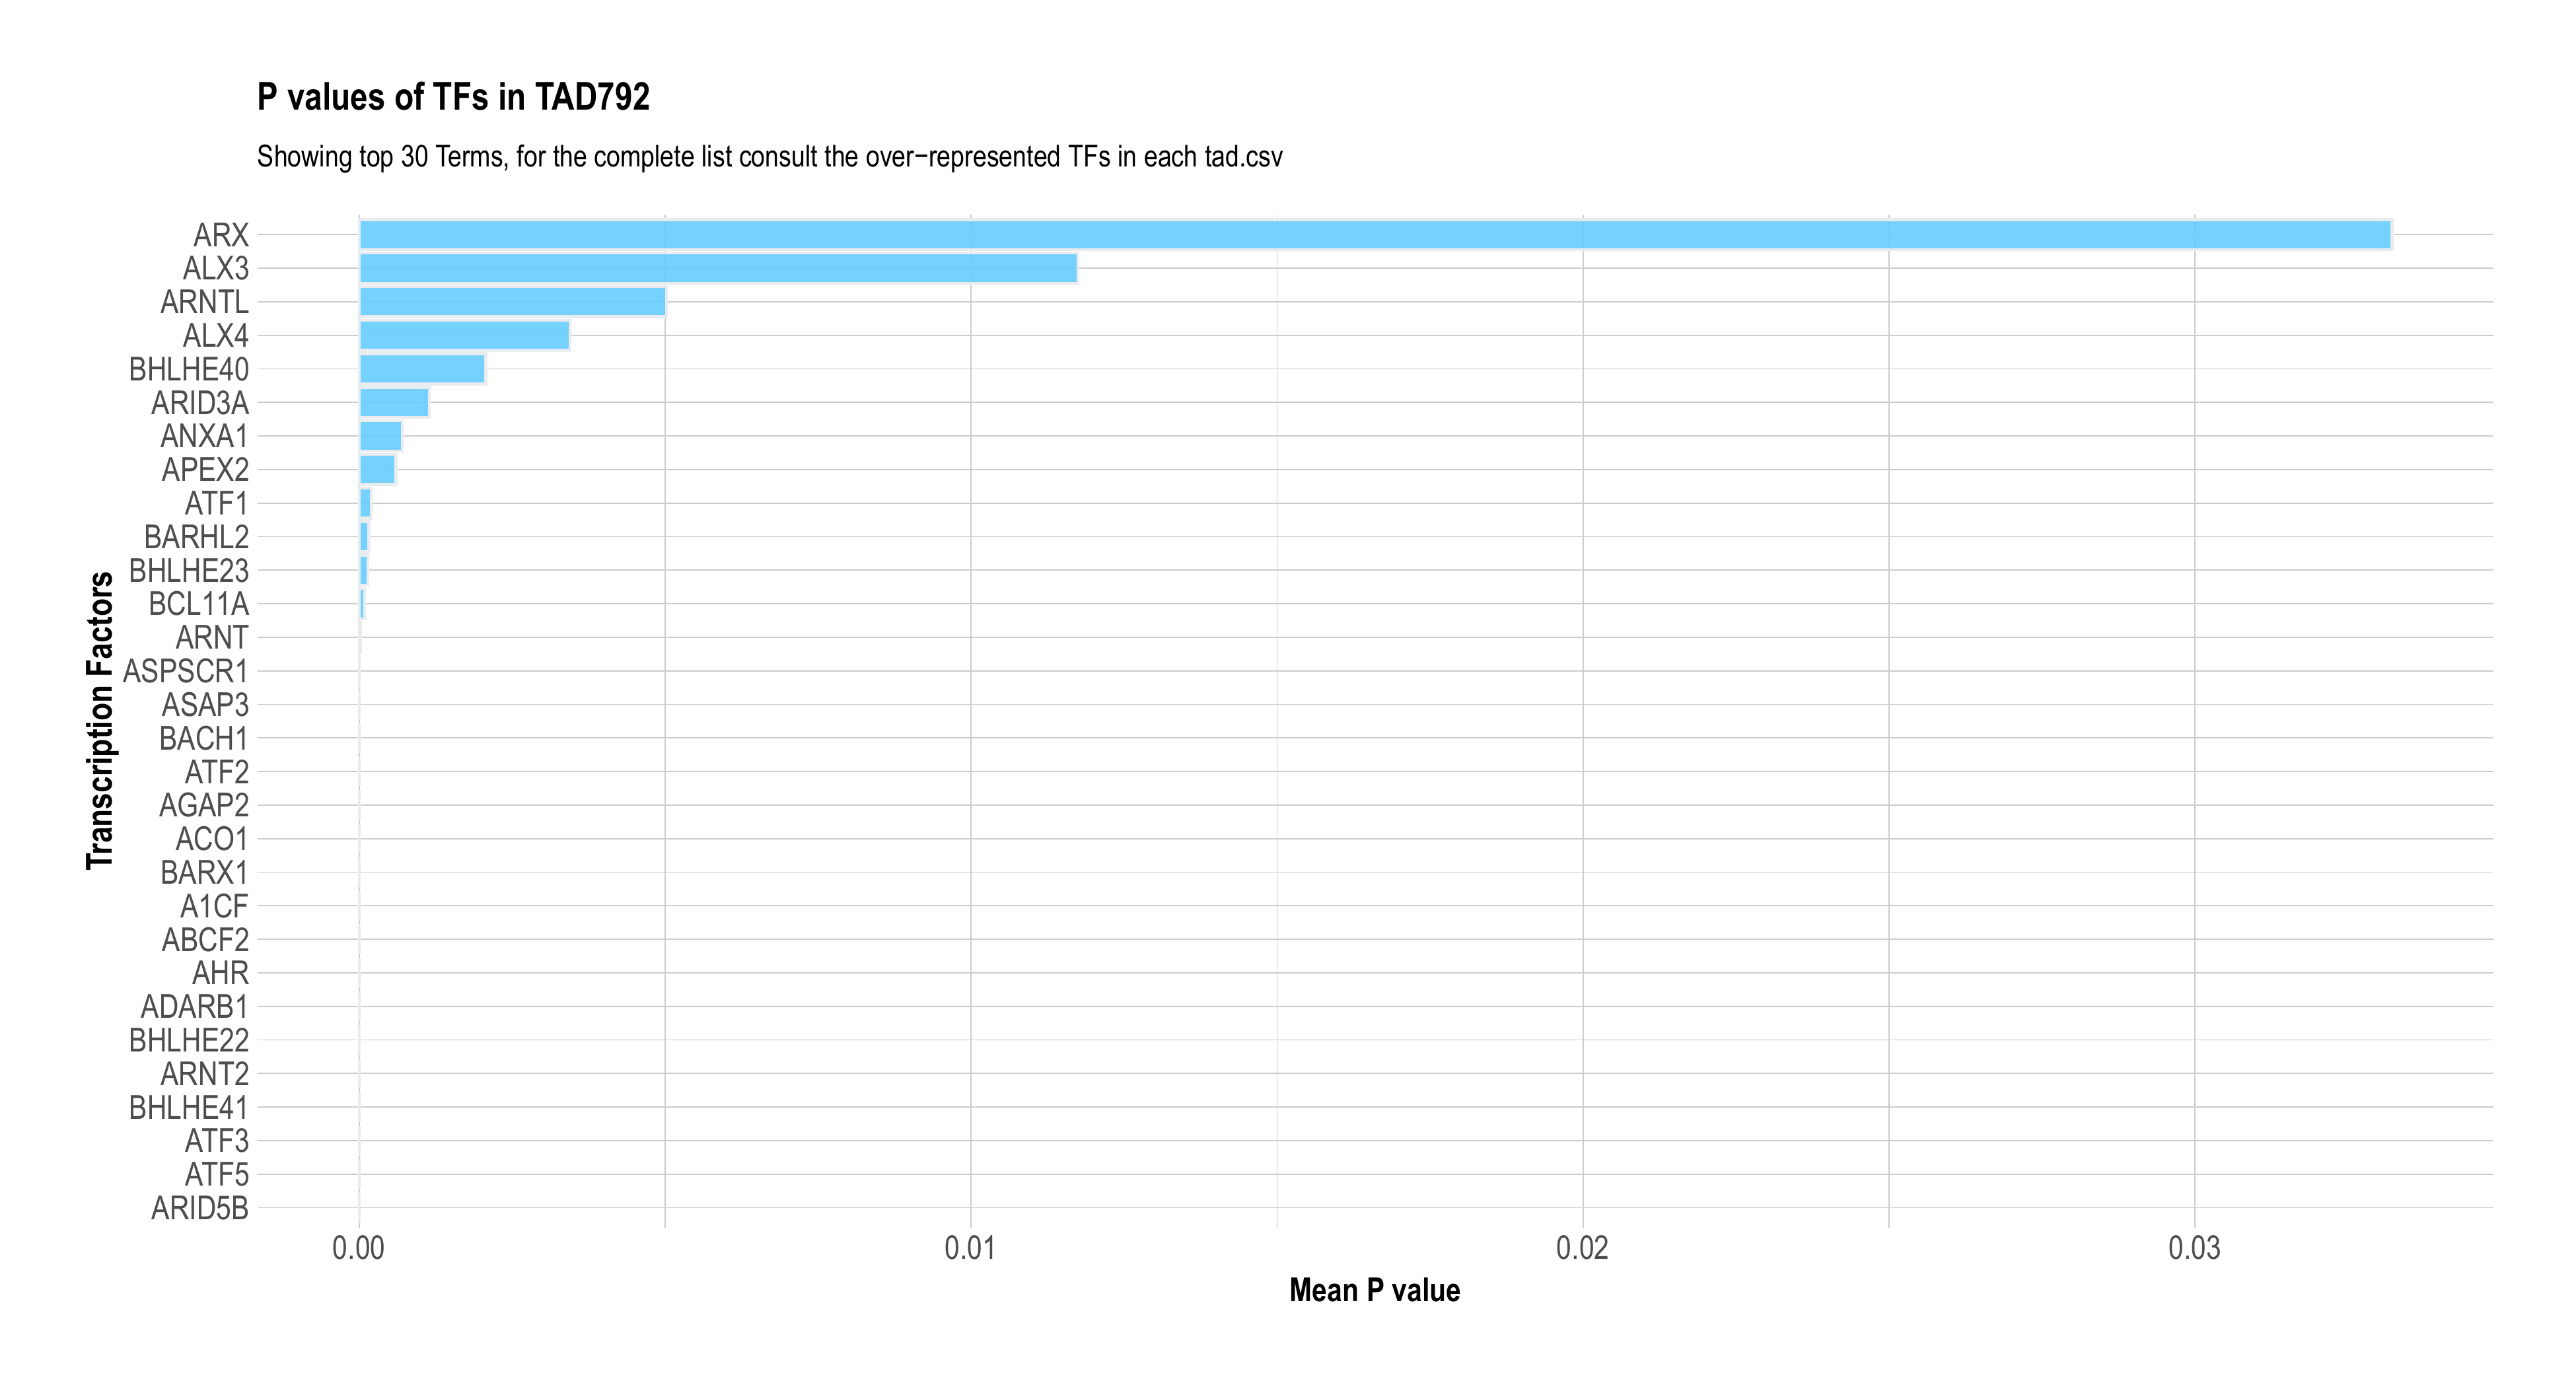 P values of TFs in TAD792
Showing top 30 Terms, for the complete list consult the over−represented TFs in each tad.csv
Transcription Factors
ARX
ALX3
ARNTL
ALX4
BHLHE40
ARID3A
ANXA1
APEX2
ATF1
BARHL2
BHLHE23
BCL11A
ARNT
ASPSCR1
ASAP3
BACH1
ATF2
AGAP2
ACO1
BARX1
A1CF
ABCF2
AHR
ADARB1
BHLHE22
ARNT2
BHLHE41
ATF3
ATF5
ARID5B
0.00 0.01 0.02 0.03
Mean P value